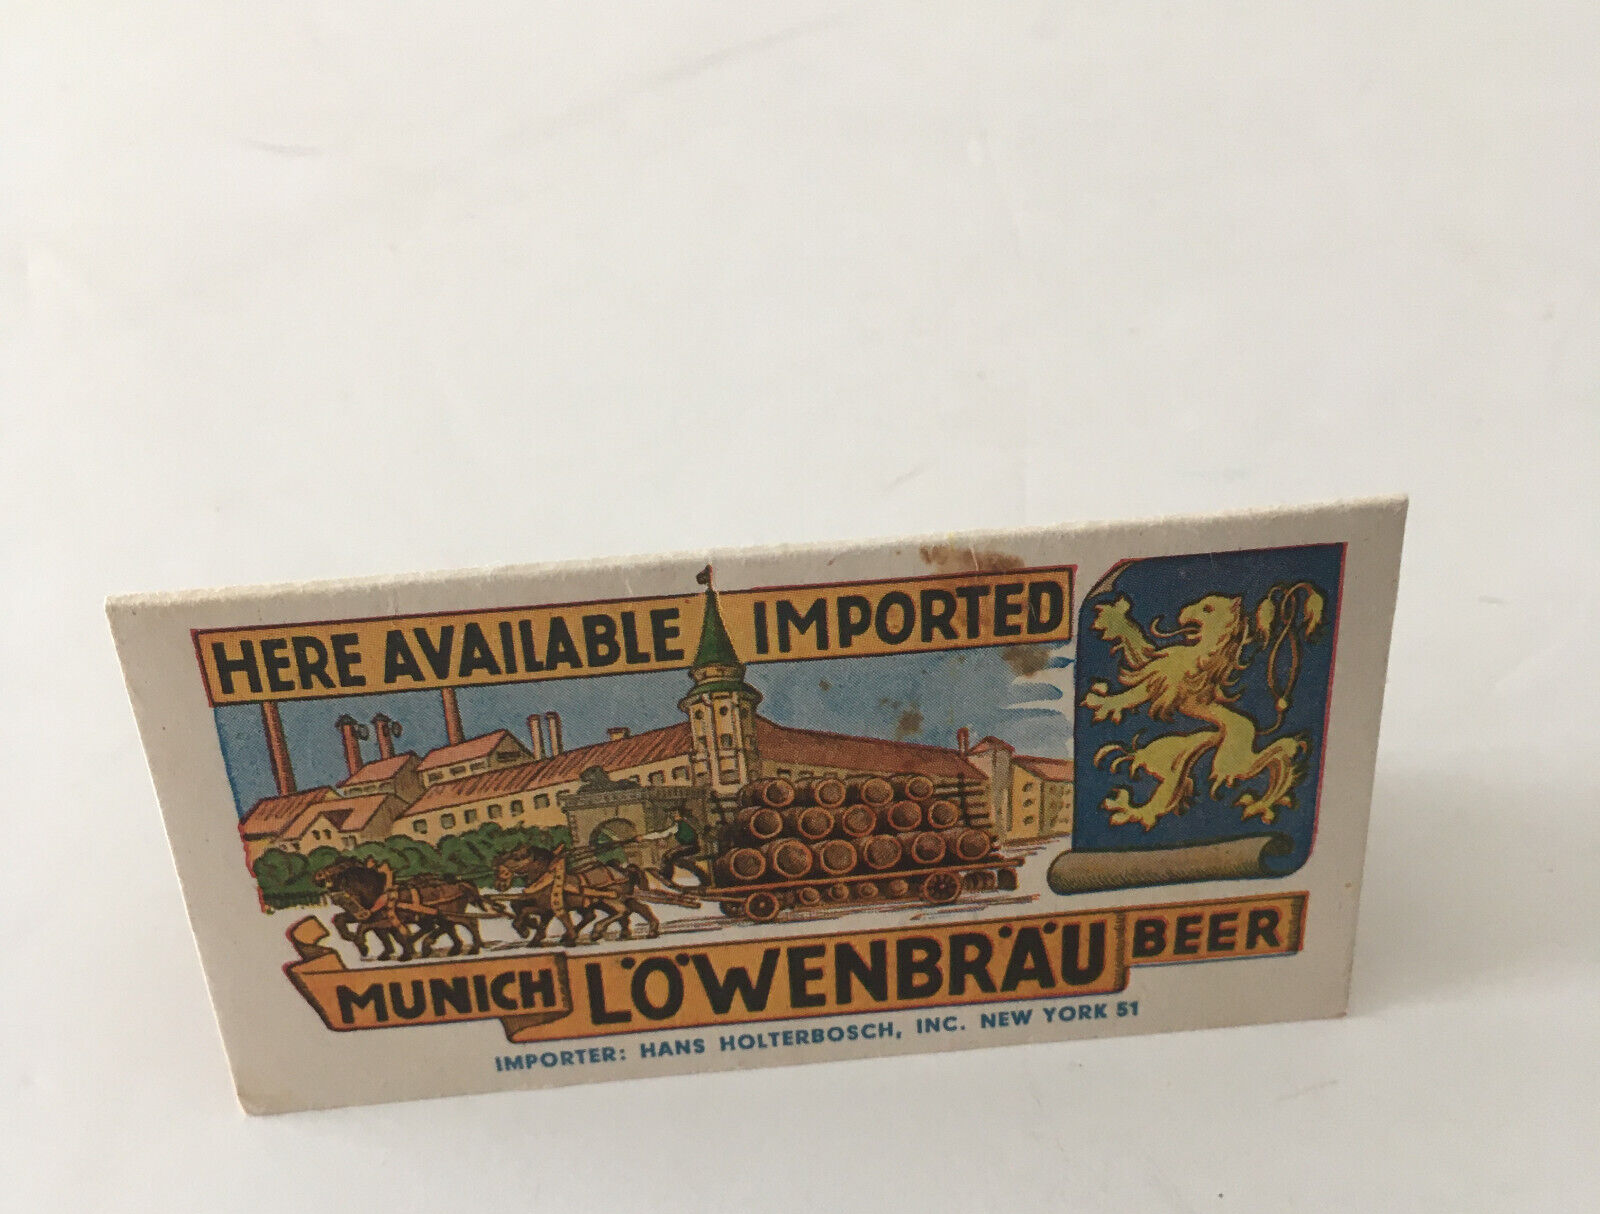 HERE AVAILABLE IMPORTED
MUNICH LÖWENBRÄU BEER
IMPORTER: HANS HOLTERBOSCH, INC. NEW YORK 51